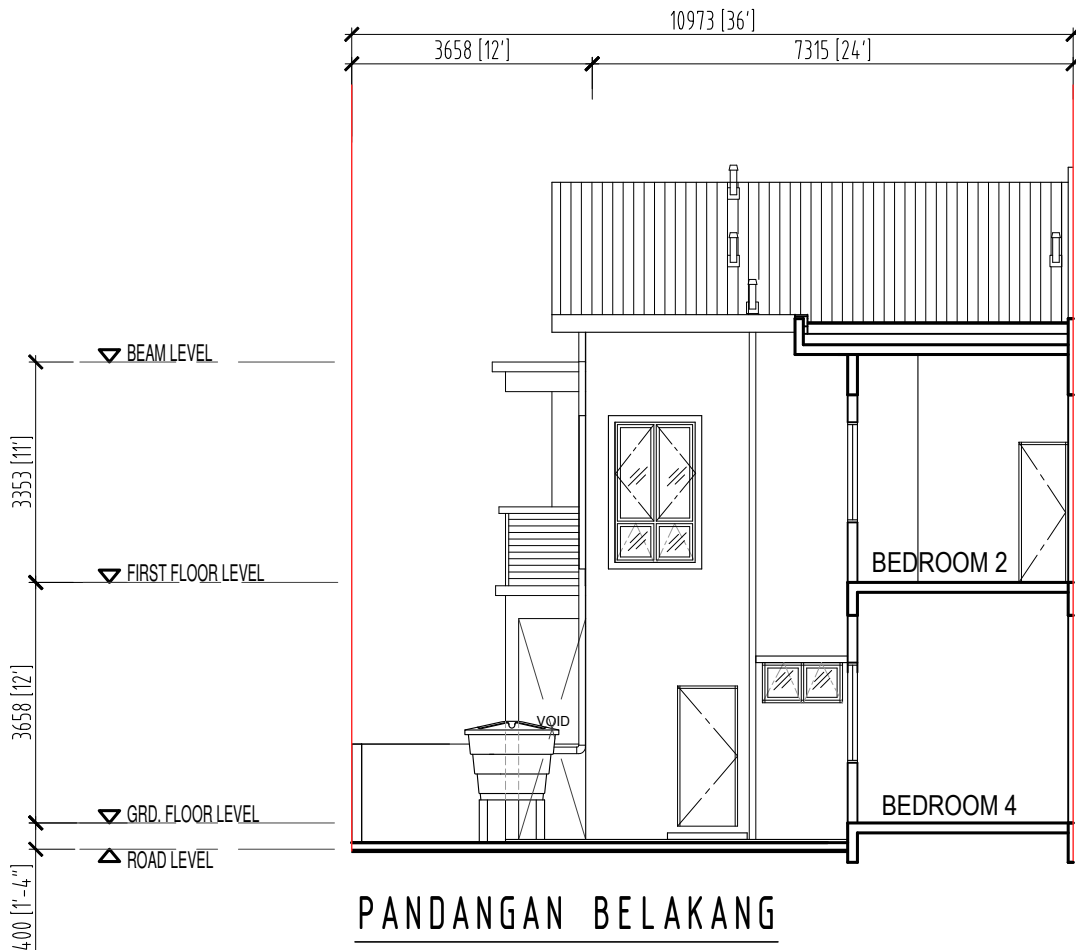 10973 [36']
3658 [12']
7315 [24']
BEAM LEVEL
3353 [11']
FIRST FLOOR LEVEL
BEDROOM 2
3658 [12']
VOID
GRD. FLOOR LEVEL
BEDROOM 4
ROAD LEVEL
400 [1'-4"]
PANDANGAN BELAKANG